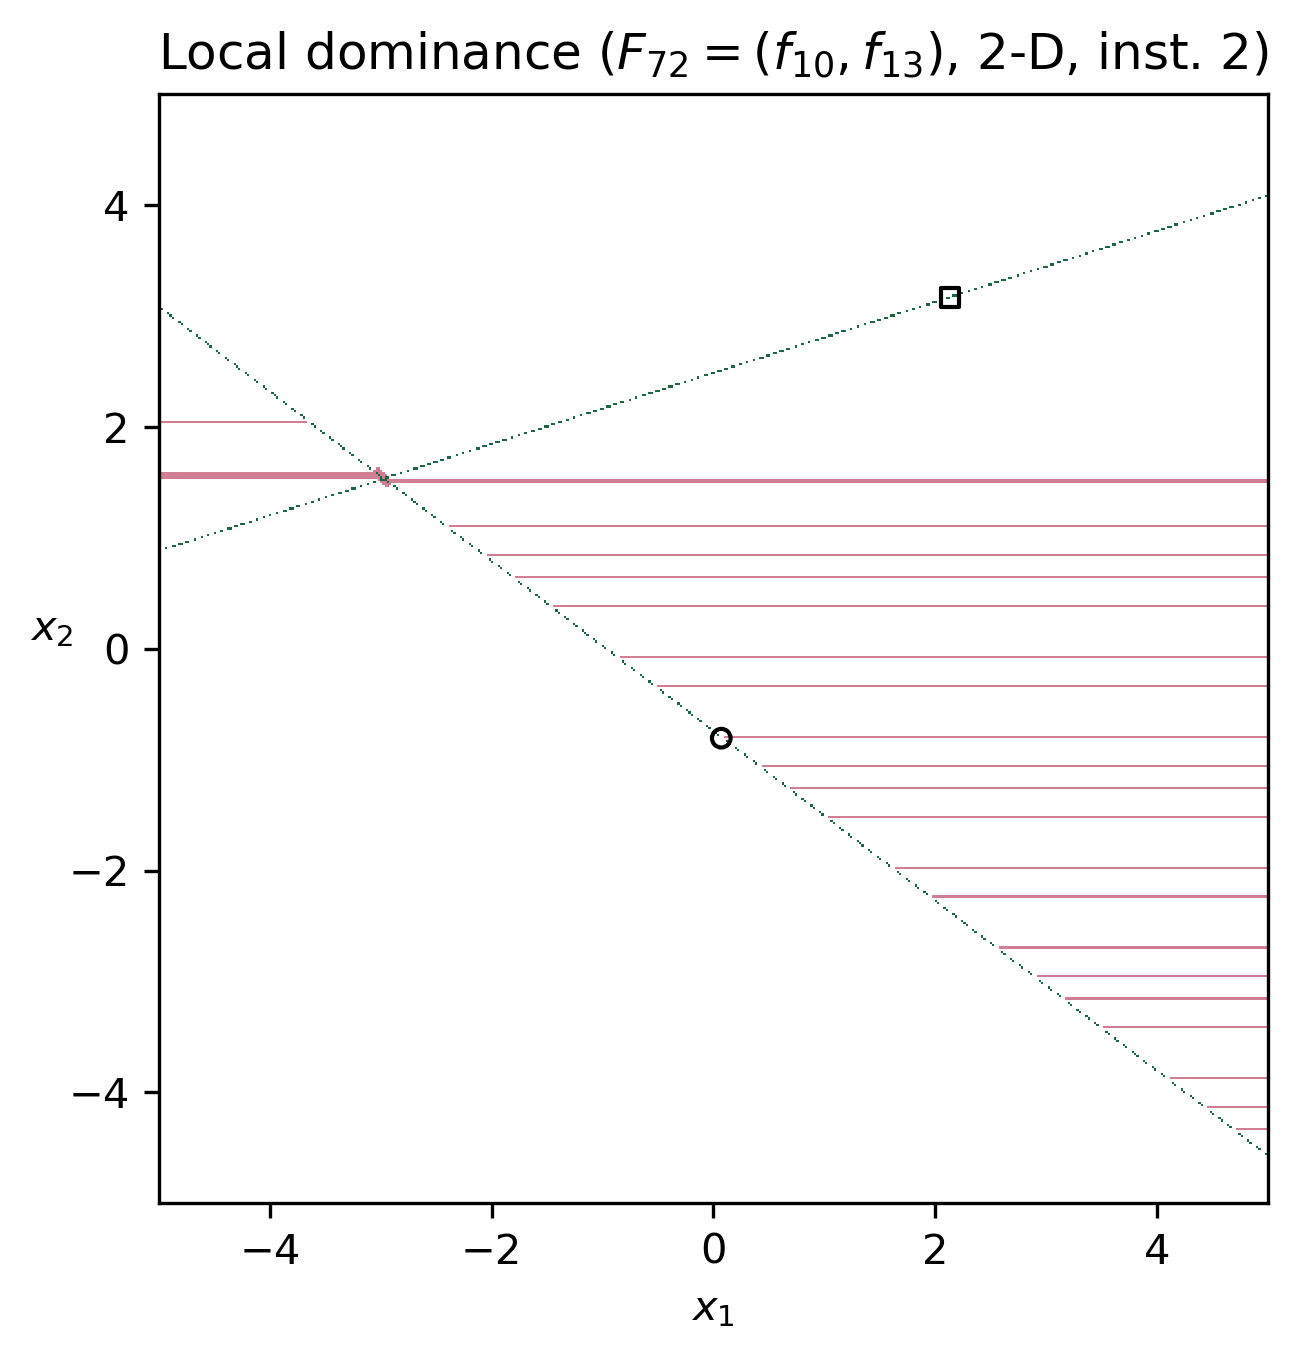 Local dominance (F₇₂ = (f₁₀, f₁₃), 2-D, inst. 2)
4
2
x₂
0
−2
−4
−4 −2 0 2 4
x₁